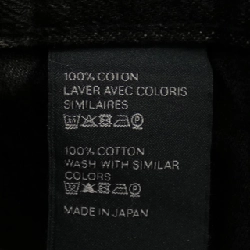 100% COTON
LAVER AVEC COLORIS
SIMILAIRES
100% COTTON
WASH WITH SIMILAR
COLORS
MADE IN JAPAN